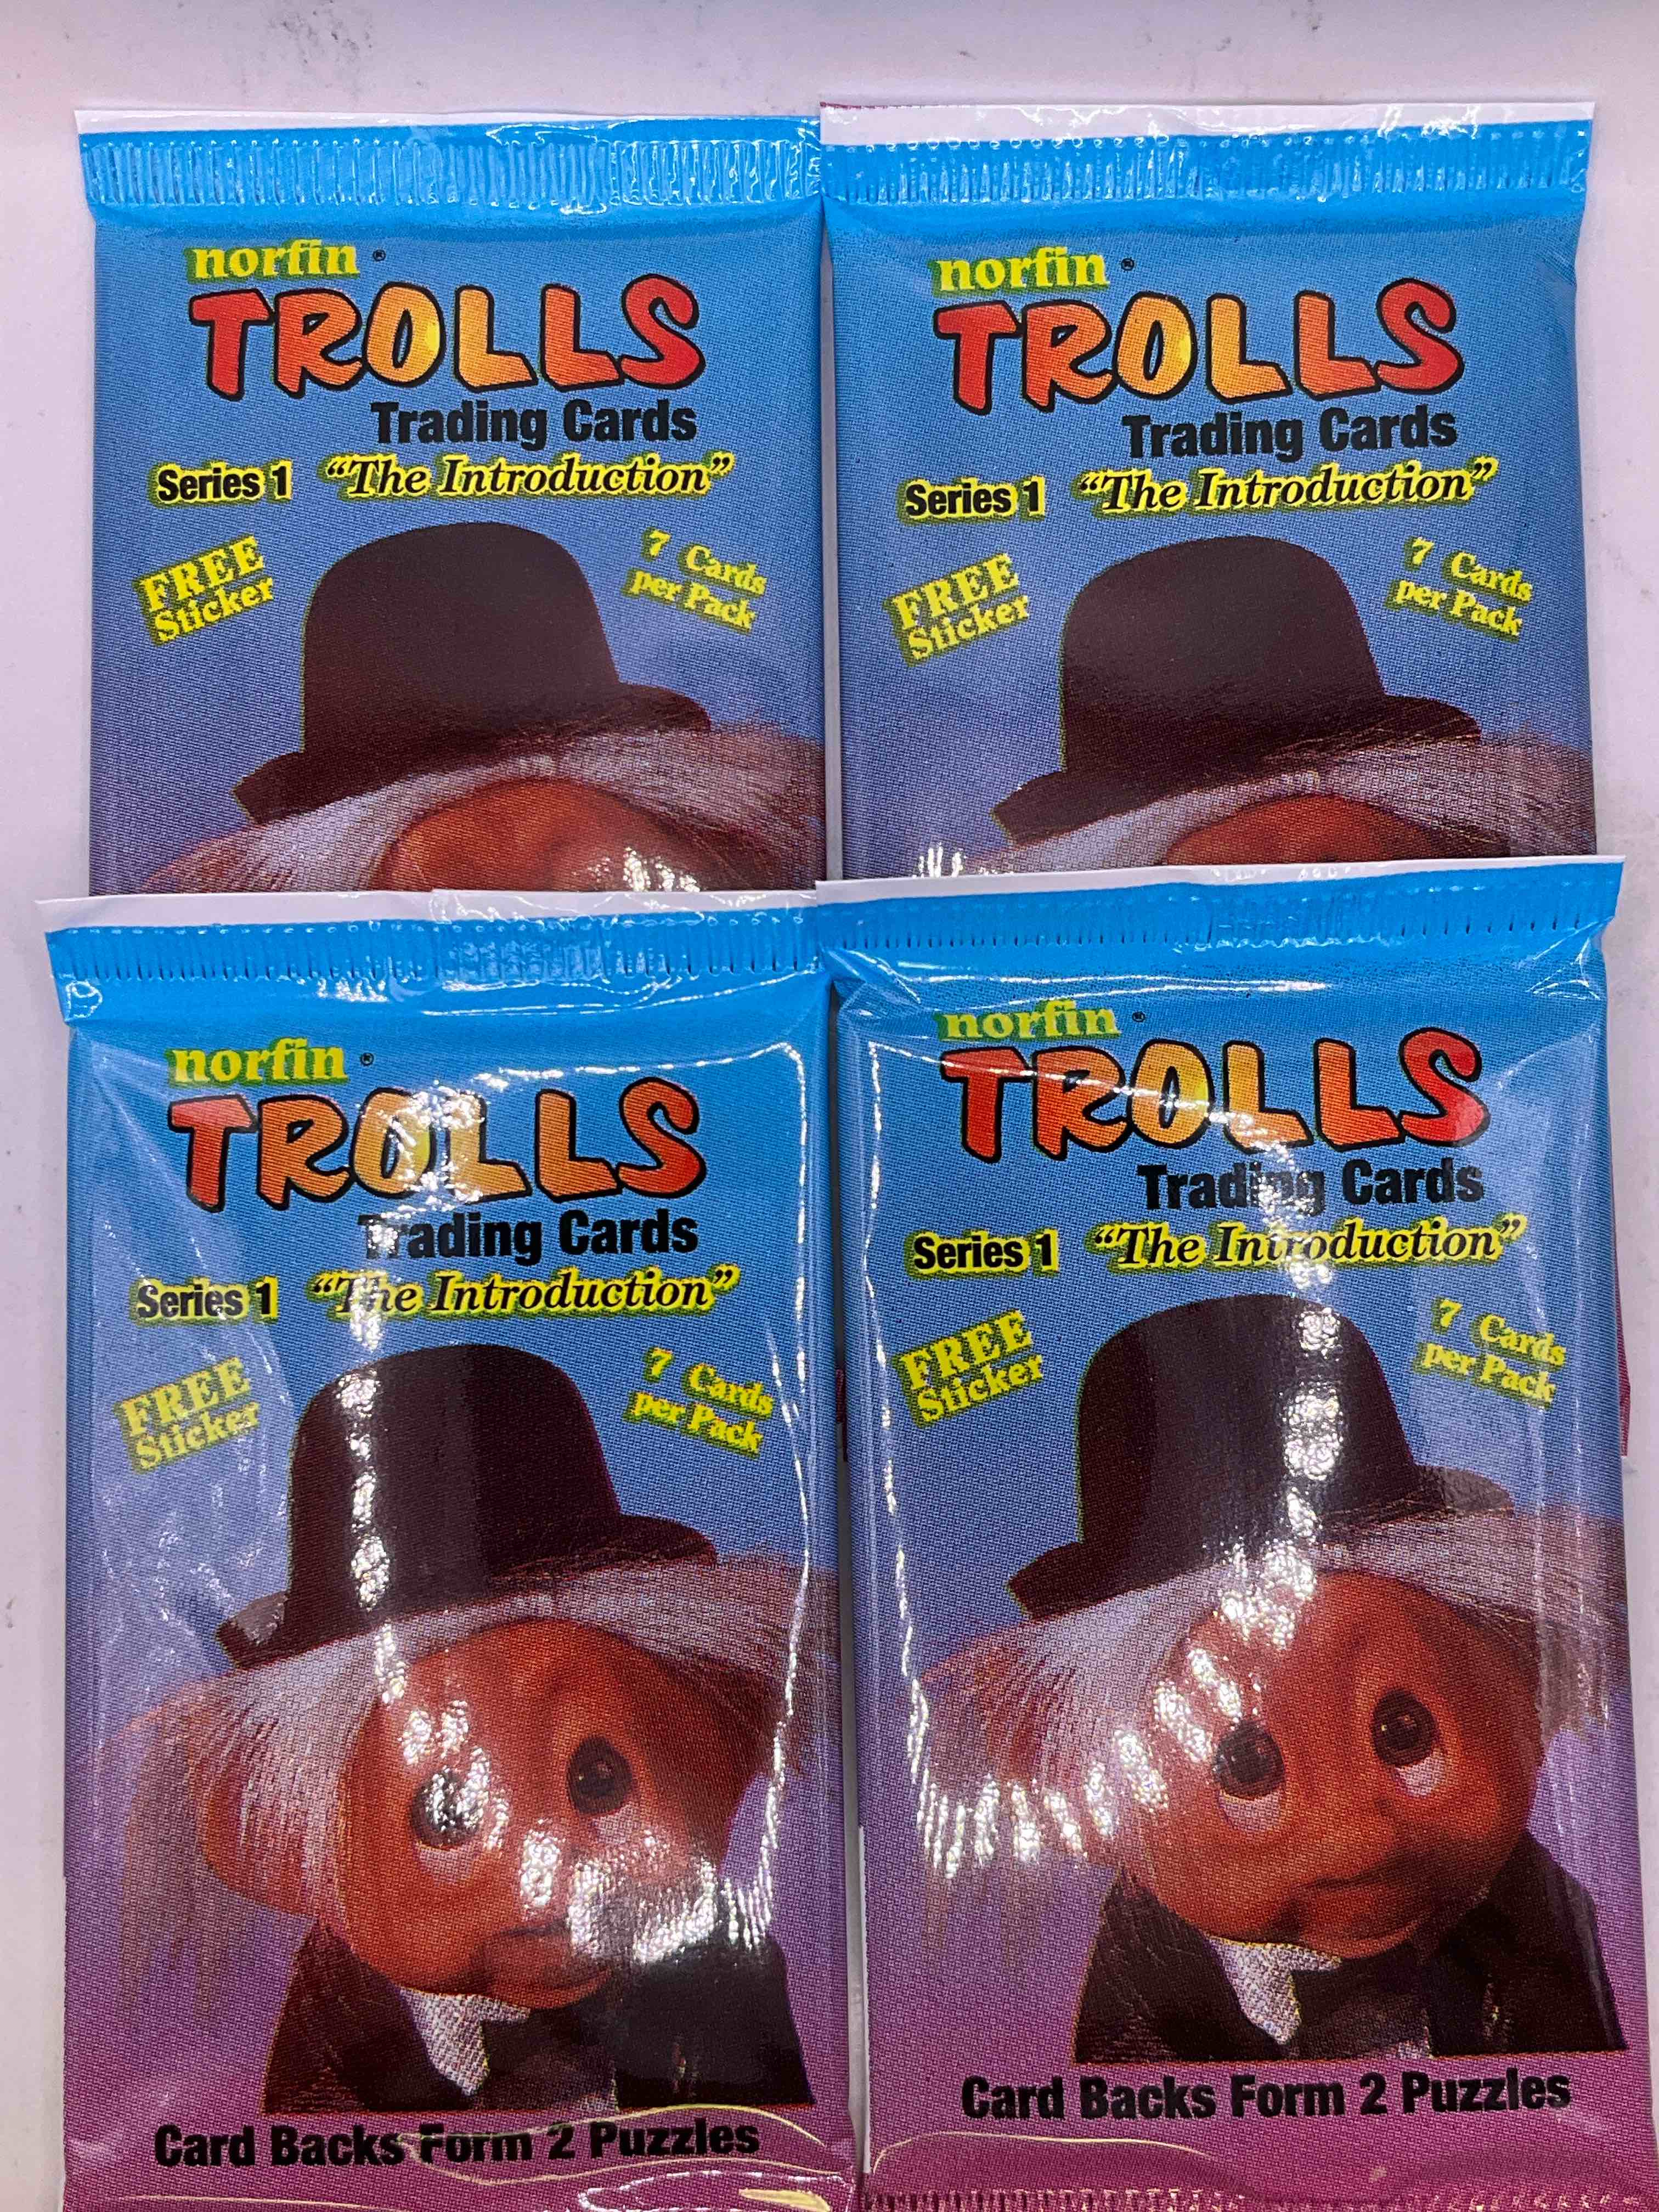 norfin ®
TROLLS
Trading Cards
Series 1 “The Introduction”
FREE
Sticker
7 Cards
per Pack
norfin ®
TROLLS
Trading Cards
Series 1 “The Introduction”
FREE
Sticker
7 Cards
per Pack
norfin ®
TROLLS
Trading Cards
Series 1 “The Introduction”
FREE
Sticker
7 Cards
per Pack
Card Backs Form 2 Puzzles
norfin ®
TROLLS
Trading Cards
Series 1 “The Introduction”
FREE
Sticker
7 Cards
per Pack
Card Backs Form 2 Puzzles